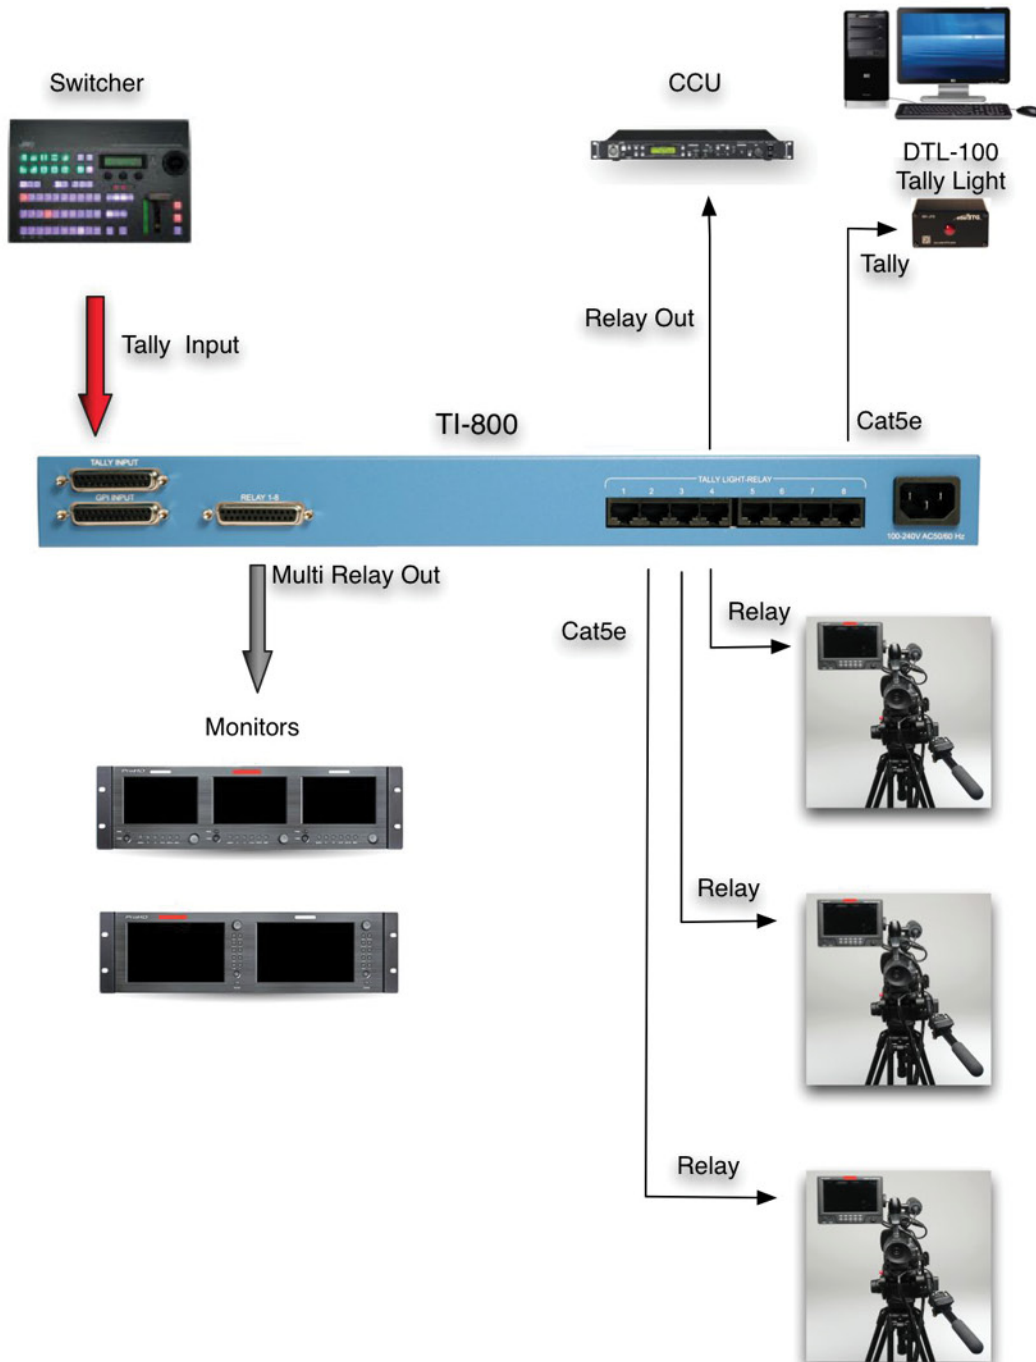 Switcher
CCU
DTL-100
Tally Light
Tally
Relay Out
Tally Input
Cat5e
TI-800
TALLY INPUT
GPI INPUT
RELAY 1-8
TALLY LIGHT-RELAY
1 2 3 4 5 6 7 8
100-240V AC50/60 Hz
Multi Relay Out
Cat5e
Relay
Monitors
Relay
Relay